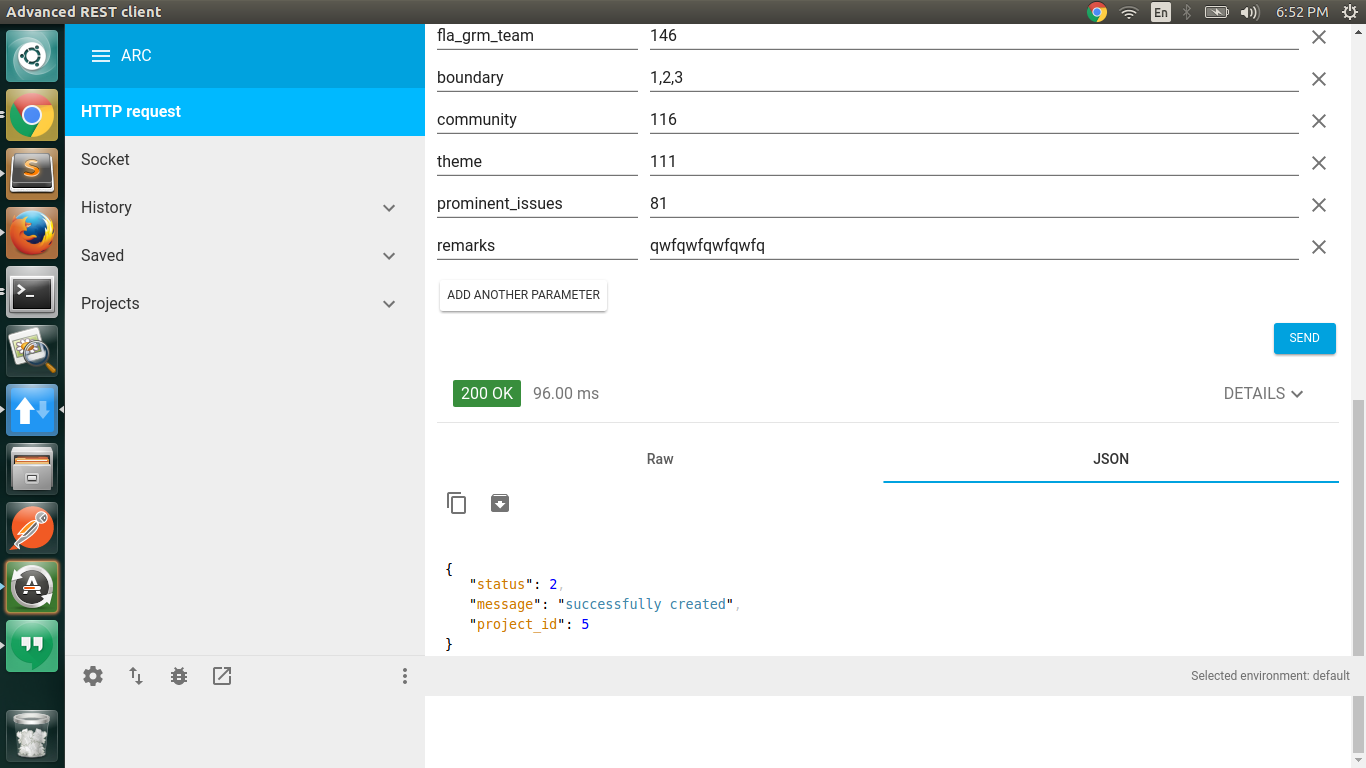 Advanced REST client
En
6:52 PM
ARC
HTTP request
Socket
History
Saved
Projects
fla_grm_team 146
boundary 1,2,3
community 116
theme 111
prominent_issues 81
remarks qwfqwfqwfqwfq
ADD ANOTHER PARAMETER
SEND
200 OK 96.00 ms DETAILS
Raw JSON
{
"status": 2,
"message": "successfully created",
"project_id": 5
}
Selected environment: default